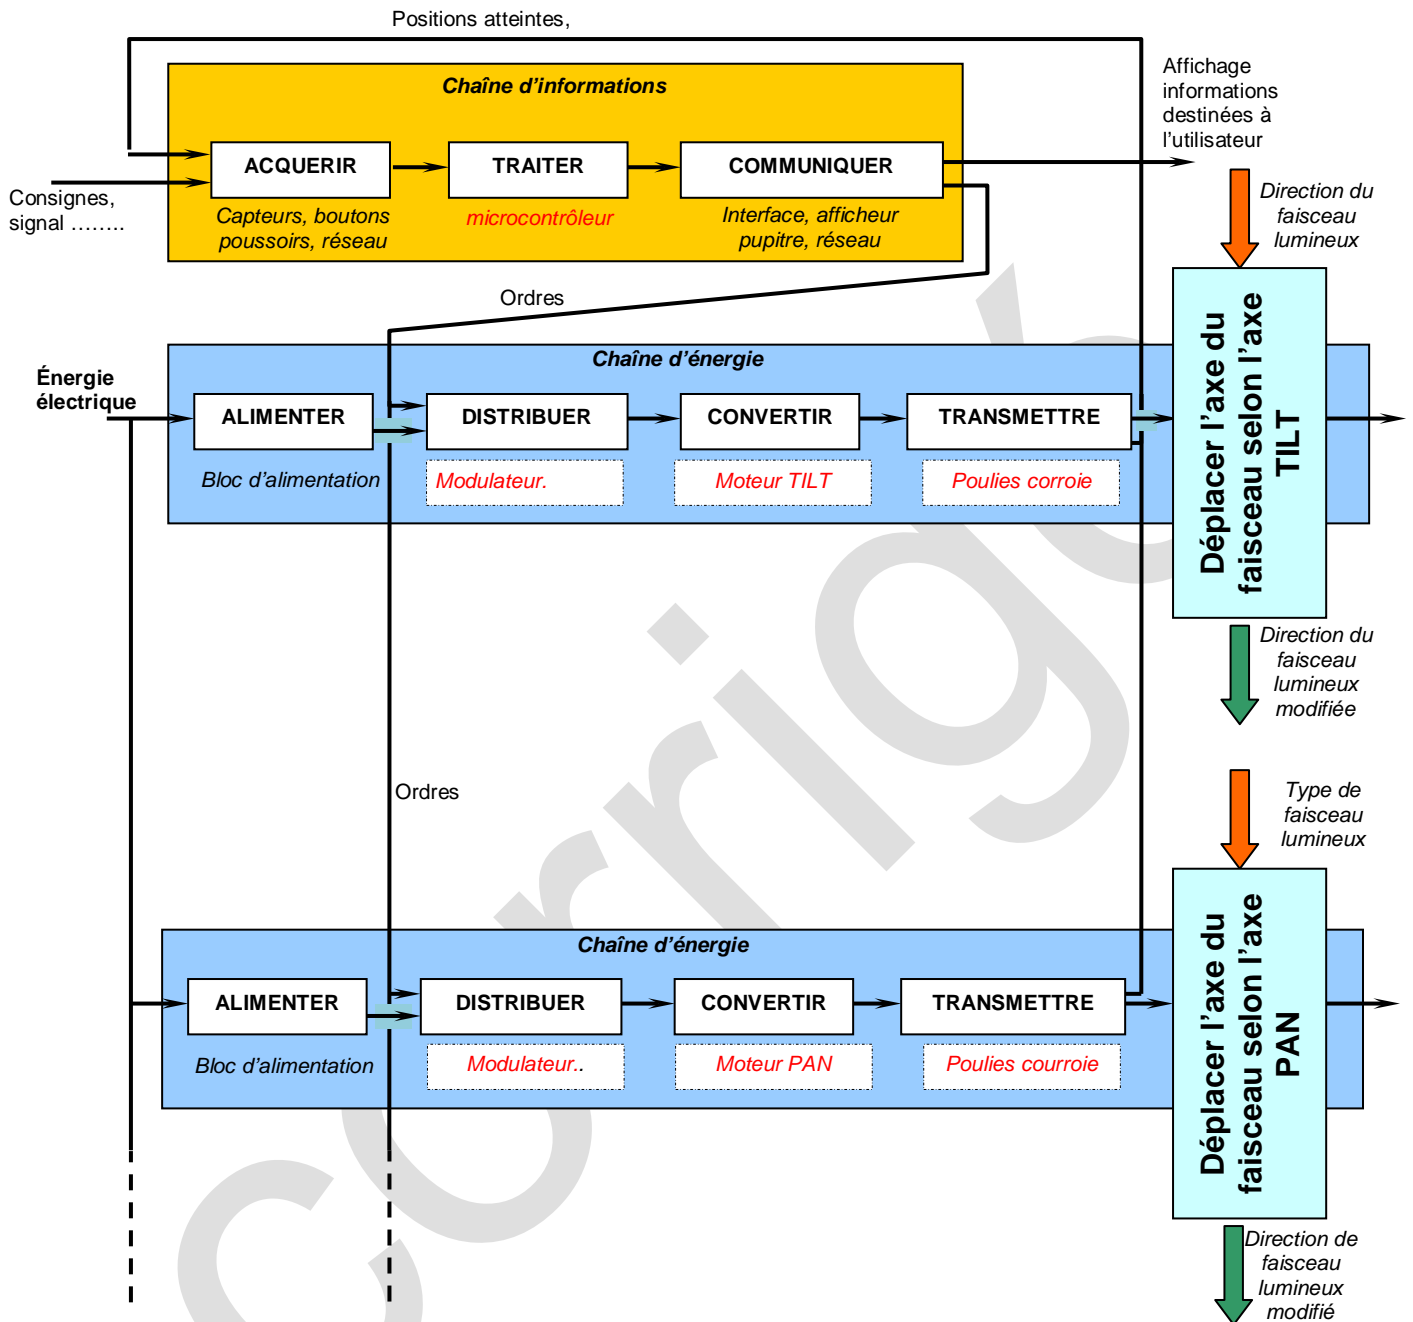 Positions atteintes,
Chaîne d'informations
Affichage
informations
destinées à
l'utilisateur
ACQUERIR
TRAITER
COMMUNIQUER
Consignes,
signal ........
Capteurs, boutons
poussoirs, réseau
microcontrôleur
Interface, afficheur
pupitre, réseau
Direction du
faisceau
lumineux
Ordres
Chaîne d'énergie
Énergie
électrique
ALIMENTER
DISTRIBUER
CONVERTIR
TRANSMETTRE
Bloc d'alimentation
Modulateur.
Moteur TILT
Poulies corroie
Déplacer l'axe du
faisceau selon l'axe
TILT
Direction du
faisceau
lumineux
modifiée
Ordres
Type de
faisceau
lumineux
Chaîne d'énergie
ALIMENTER
DISTRIBUER
CONVERTIR
TRANSMETTRE
Bloc d'alimentation
Modulateur..
Moteur PAN
Poulies courroie
Déplacer l'axe du
faisceau selon l'axe
PAN
Direction de
faisceau
lumineux
modifié
corrigé